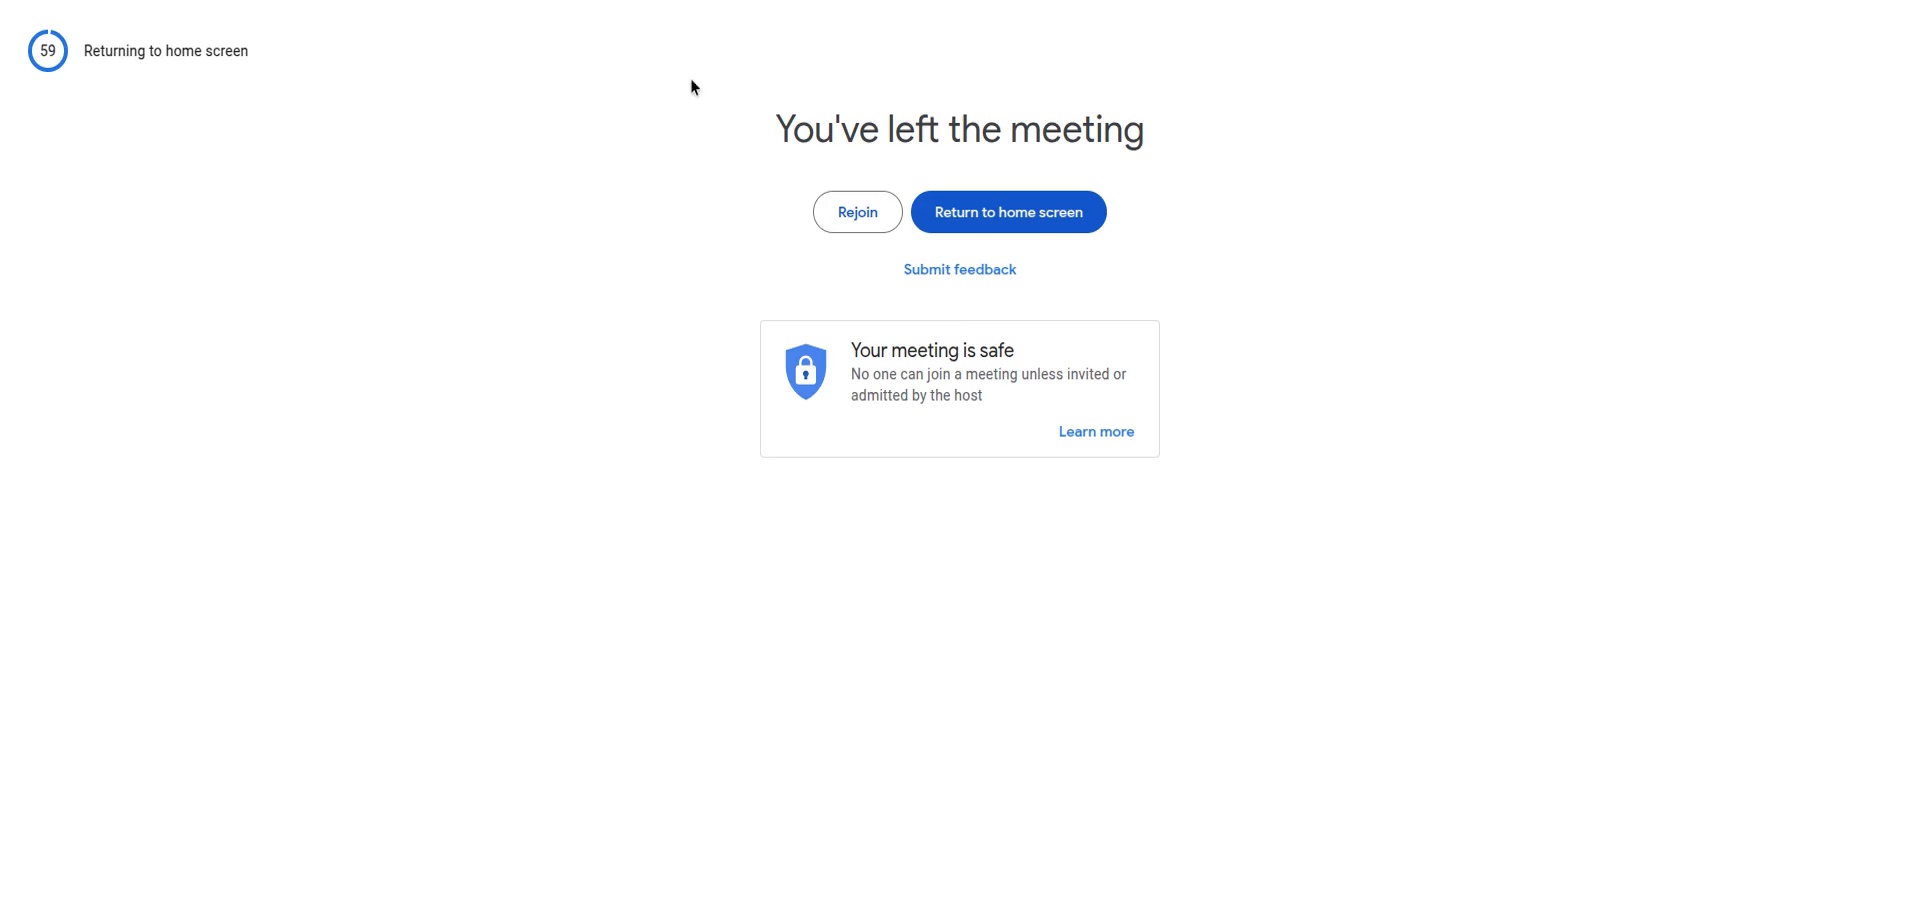 59 Returning to home screen
You've left the meeting
Rejoin Return to home screen
Submit feedback
Your meeting is safe
No one can join a meeting unless invited or
admitted by the host
Learn more